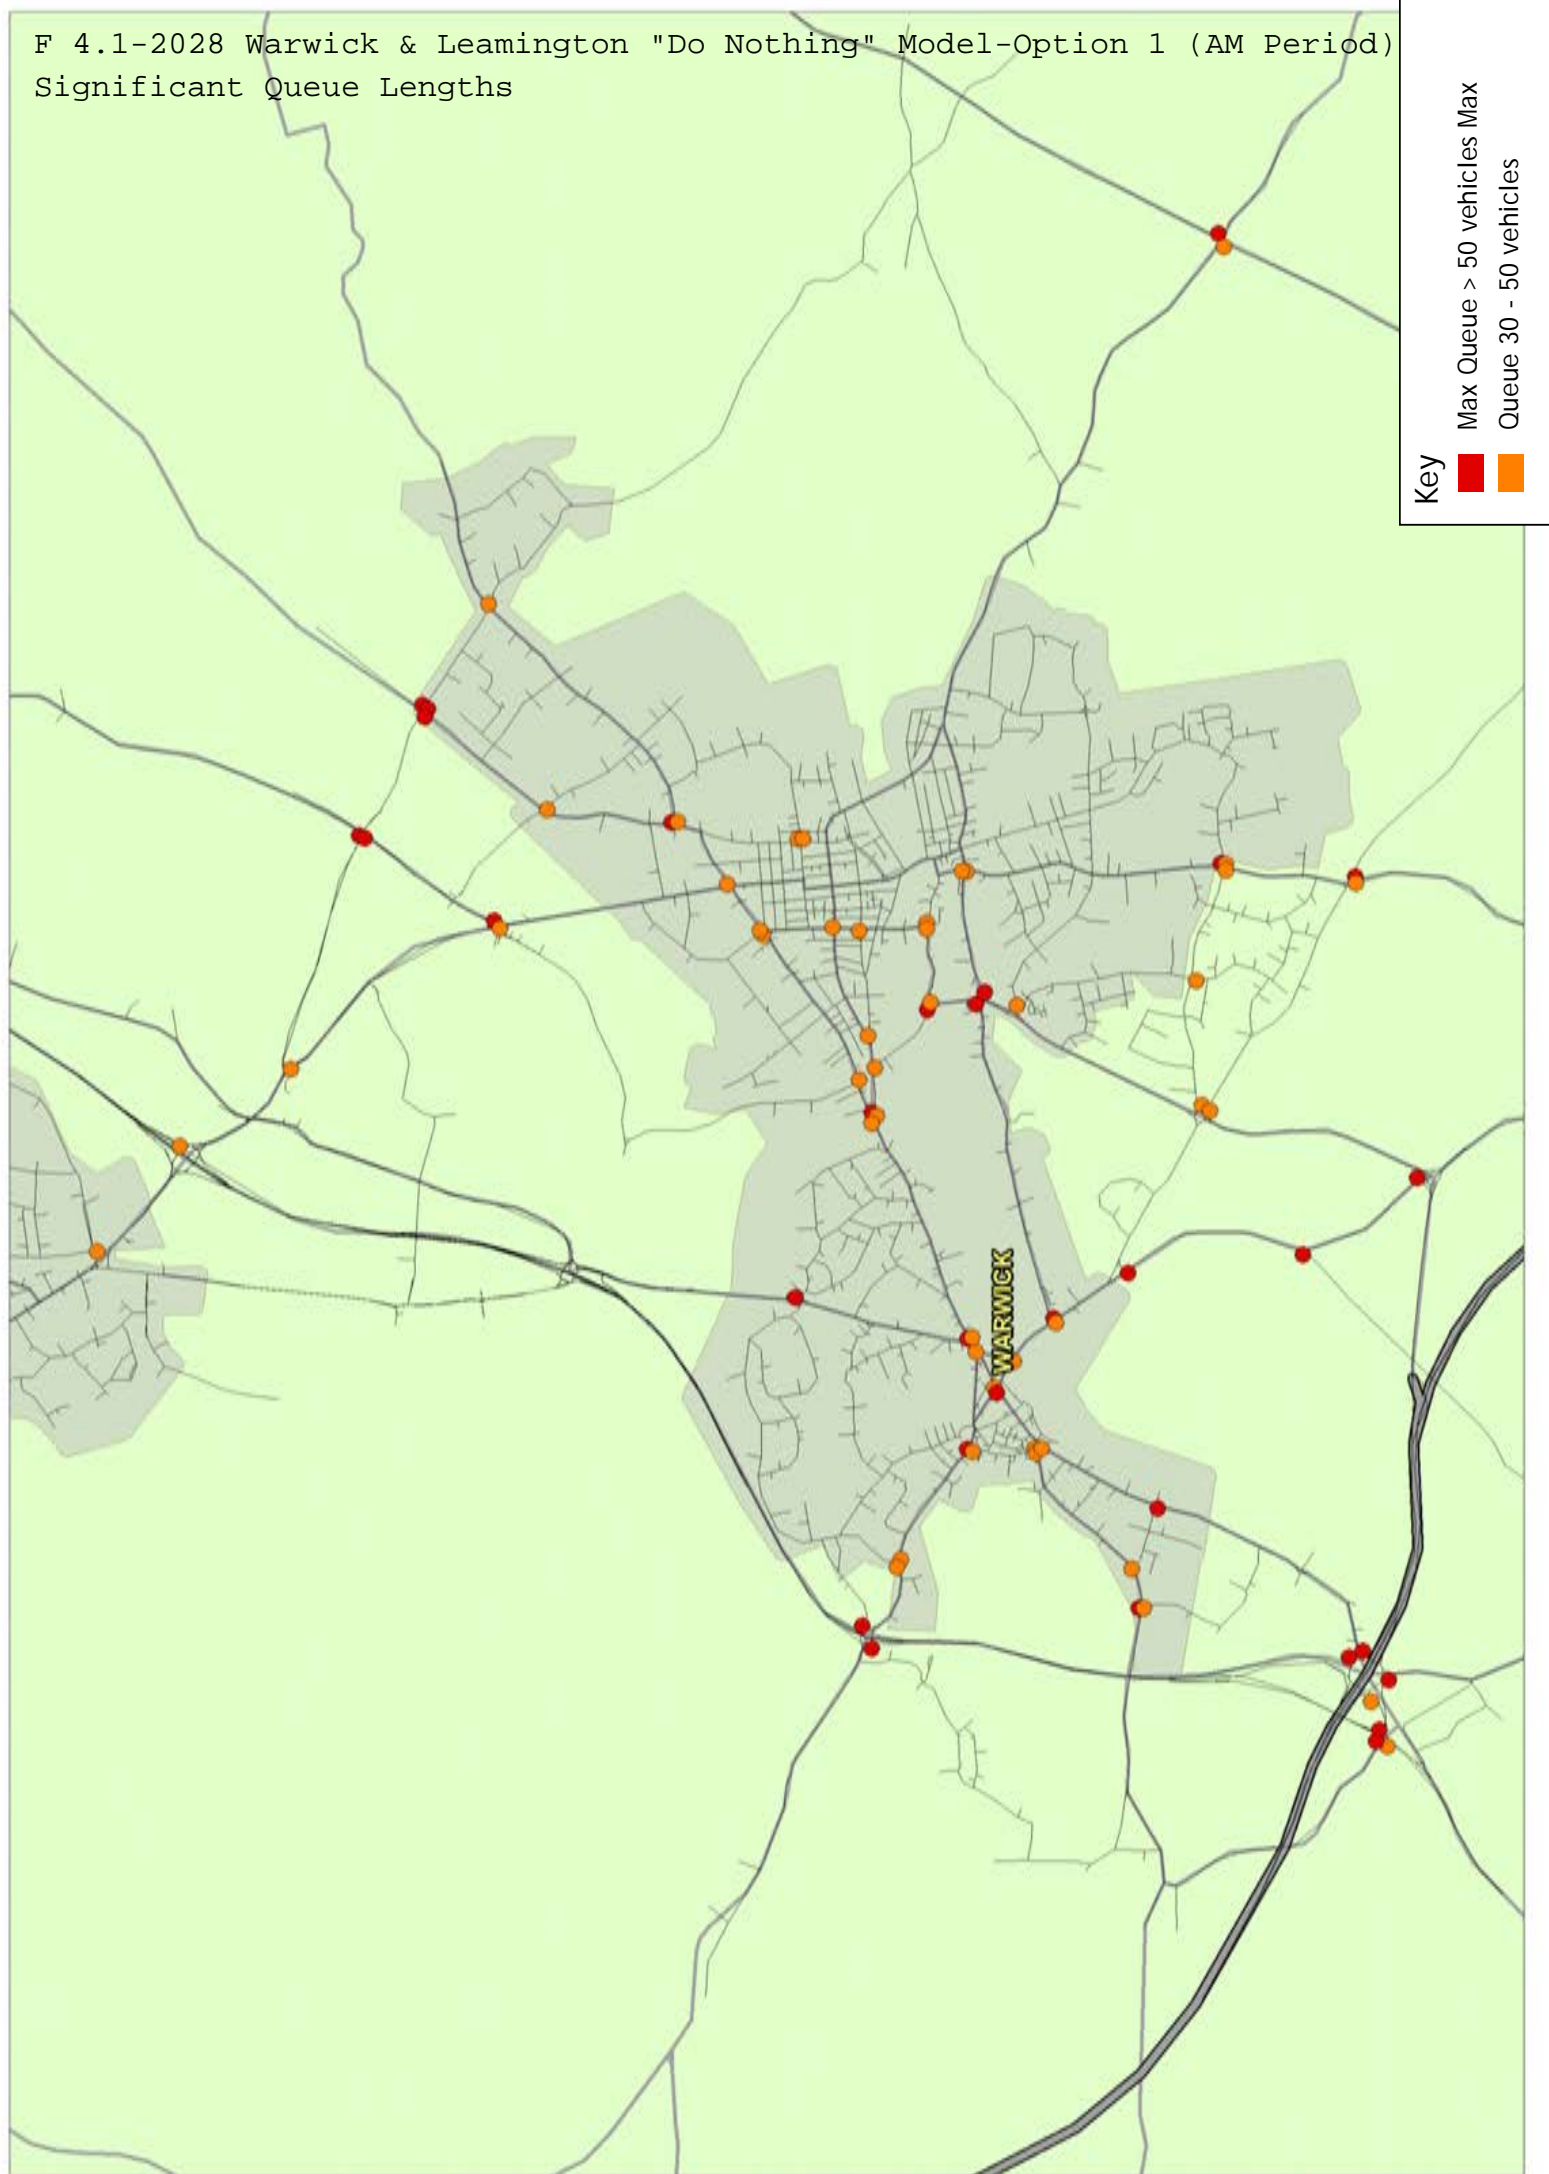 F 4.1-2028 Warwick & Leamington "Do Nothing" Model-Option 1 (AM Period)
Significant Queue Lengths
Key
Max Queue > 50 vehicles Max
Queue 30 - 50 vehicles
WARWICK